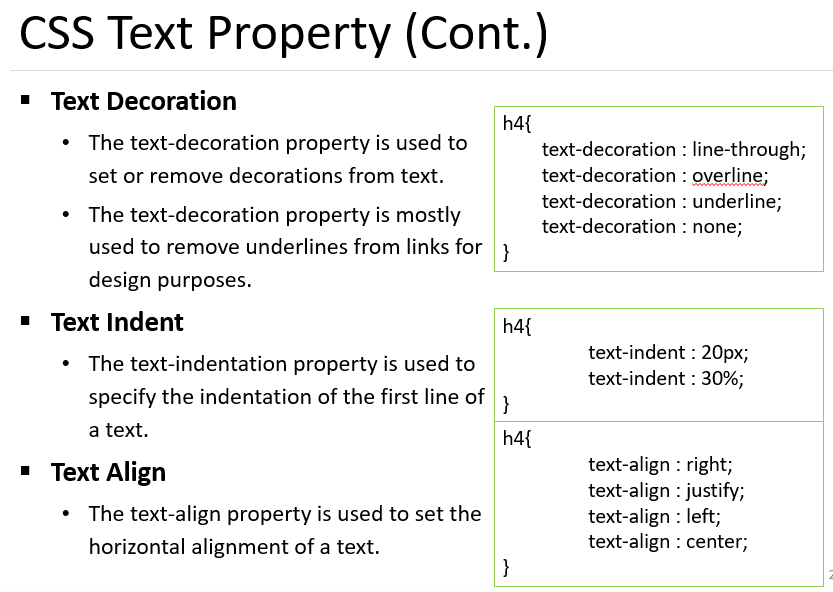 CSS Text Property (Cont.)
▪ Text Decoration
• The text-decoration property is used to
set or remove decorations from text.
• The text-decoration property is mostly
used to remove underlines from links for
design purposes.
▪ Text Indent
• The text-indentation property is used to
specify the indentation of the first line of
a text.
▪ Text Align
• The text-align property is used to set the
horizontal alignment of a text.
h4{
text-decoration : line-through;
text-decoration : overline;
text-decoration : underline;
text-decoration : none;
}
h4{
text-indent : 20px;
text-indent : 30%;
}
h4{
text-align : right;
text-align : justify;
text-align : left;
text-align : center;
}